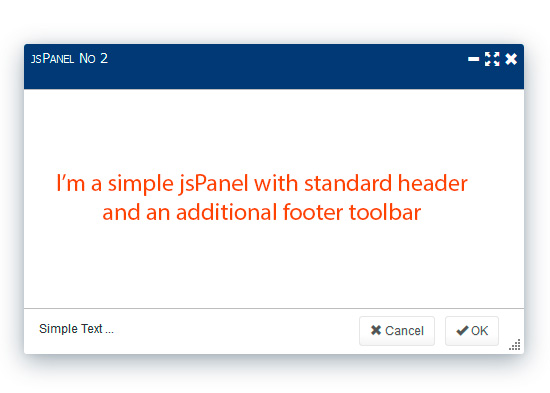 jsPanel No 2
I'm a simple jsPanel with standard header
and an additional footer toolbar
Simple Text ...
Cancel
OK